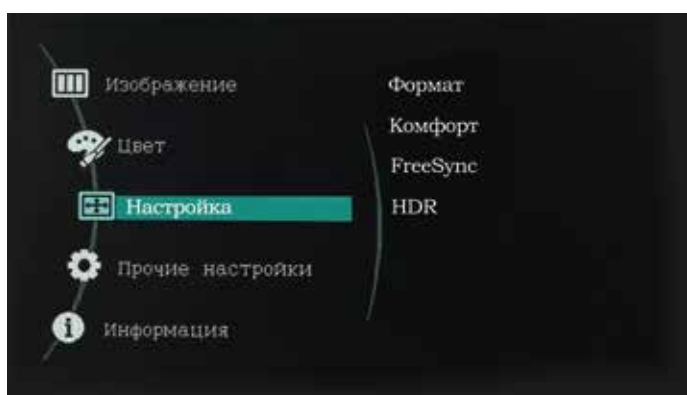 Изображение
Цвет
Настройка
Прочие настройки
Информация
Формат
Комфорт
FreeSync
HDR